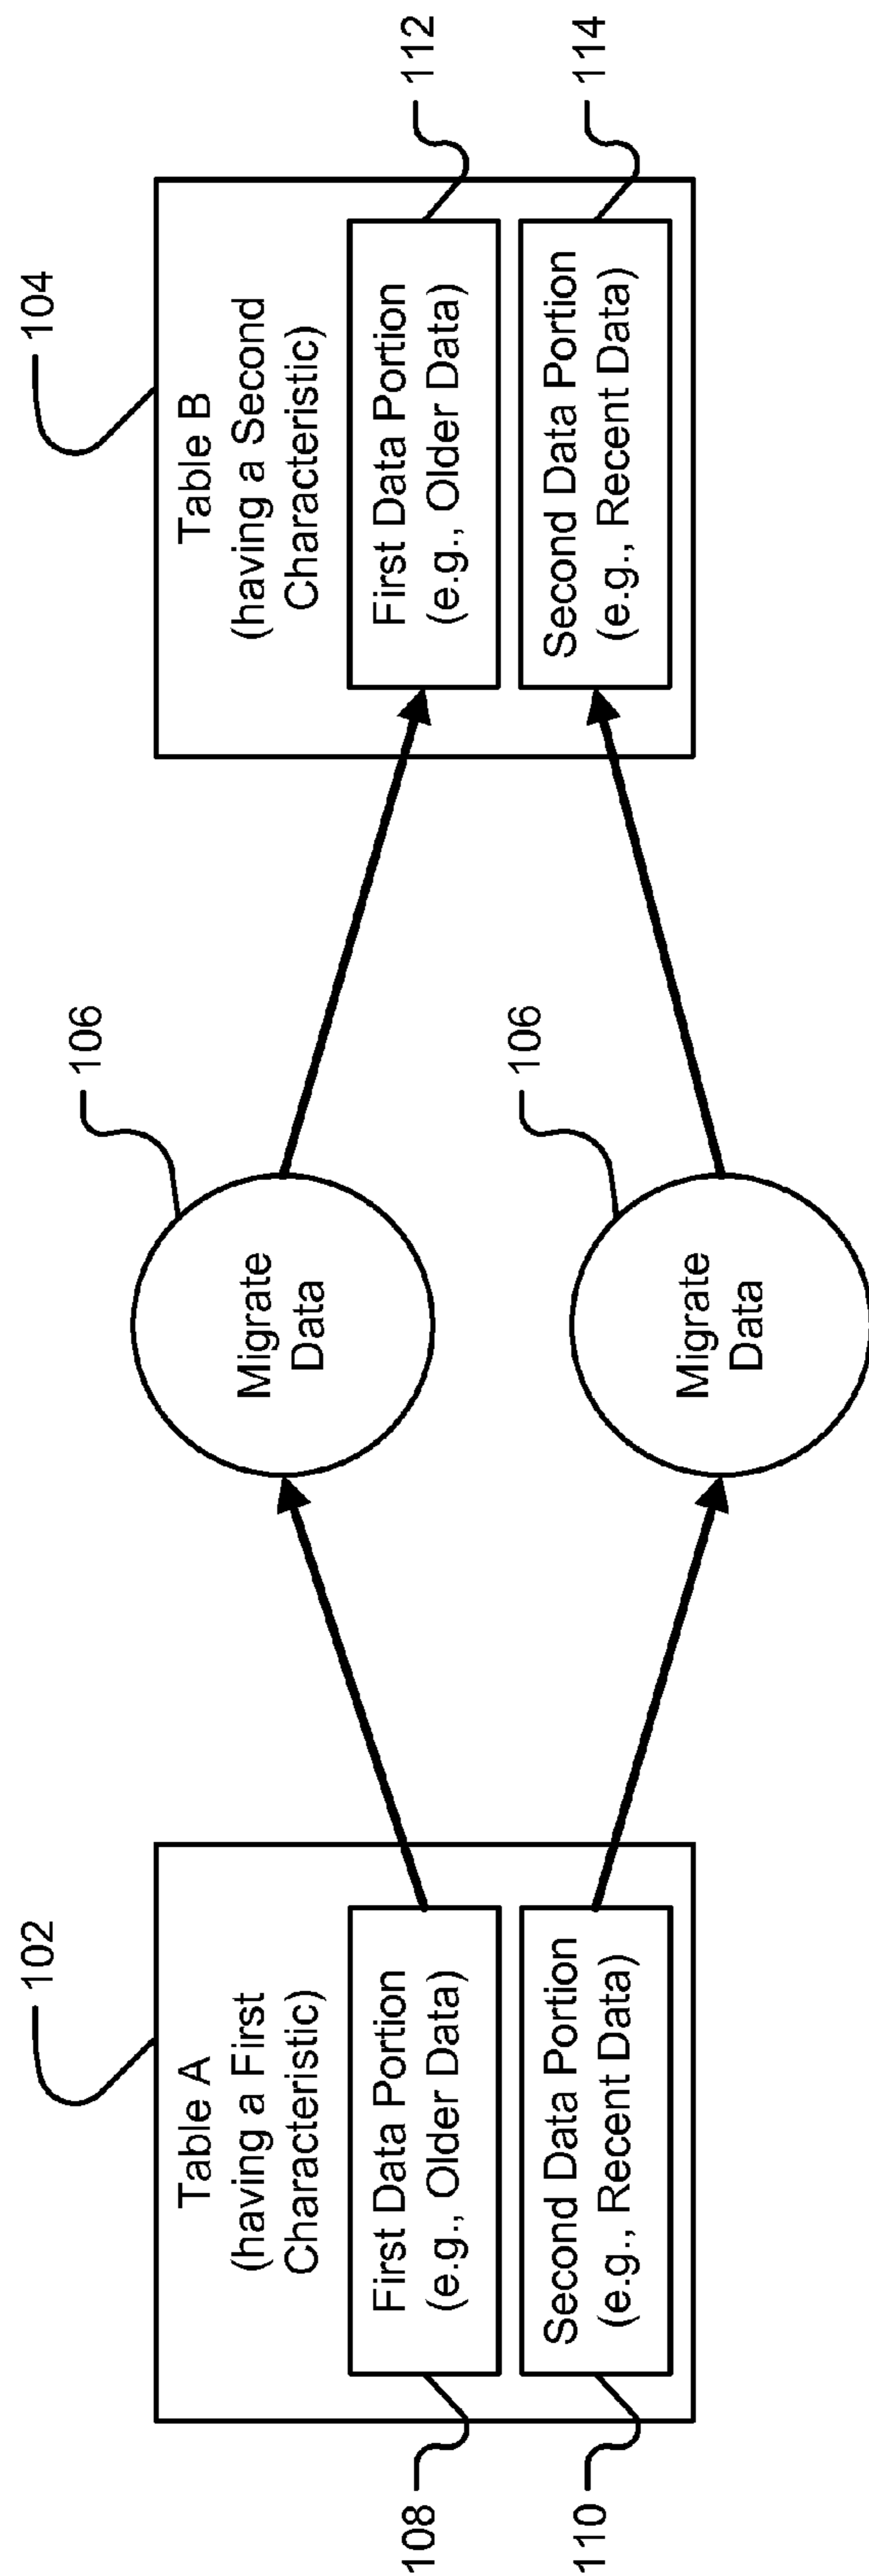 102
Table A
(having a First
Characteristic)
First Data Portion
(e.g., Older Data)
Second Data Portion
(e.g., Recent Data)
108
110
106
Migrate
Data
106
Migrate
Data
104
Table B
(having a Second
Characteristic)
First Data Portion
(e.g., Older Data)
Second Data Portion
(e.g., Recent Data)
112
114